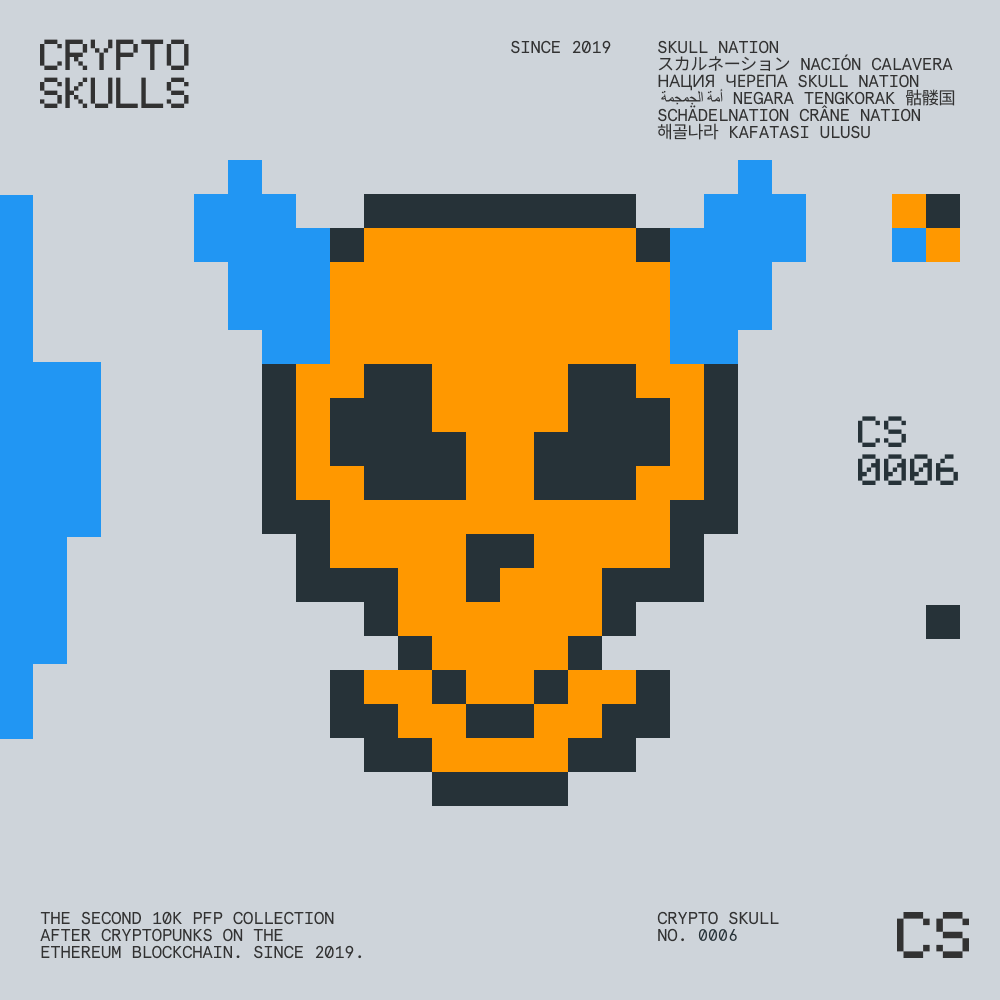 CRYPTO
SKULLS
SINCE 2019
SKULL NATION
スカルネーション NACIÓN CALAVERA
НАЦИЯ ЧЕРЕПА SKULL NATION
أمة الجمجمة NEGARA TENGKORAK 骷髅国
SCHÄDELNATION CRÂNE NATION
해골나라 KAFATASI ULUSU
CS
0006
THE SECOND 10K PFP COLLECTION
AFTER CRYPTOPUNKS ON THE
ETHEREUM BLOCKCHAIN. SINCE 2019.
CRYPTO SKULL
NO. 0006
CS